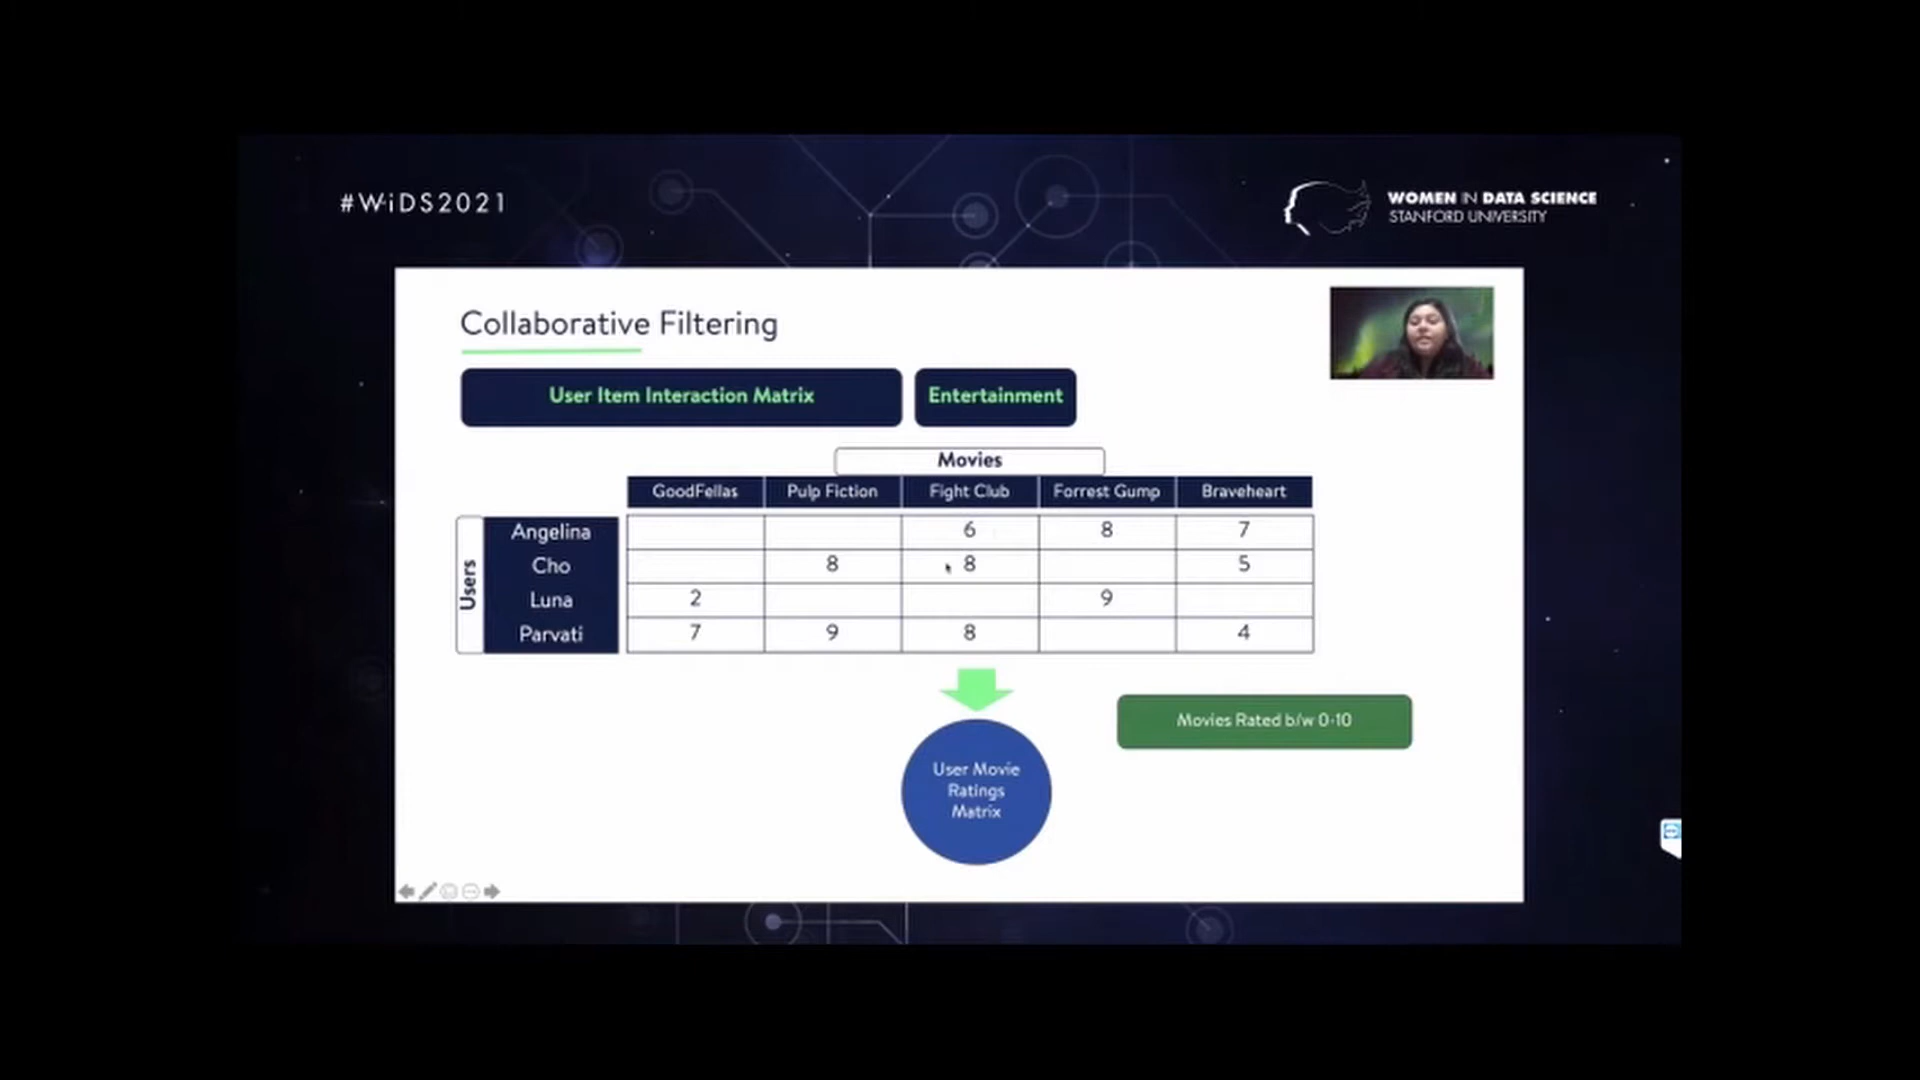 #WiDS2021
WOMEN IN DATA SCIENCE
STANFORD UNIVERSITY
Collaborative Filtering
User Item Interaction Matrix
Entertainment
Movies
GoodFellas Pulp Fiction Fight Club Forrest Gump Braveheart
Users
Angelina 6 8 7
Cho 8 8 5
Luna 2 9
Parvati 7 9 8 4
Movies Rated b/w 0-10
User Movie
Ratings
Matrix